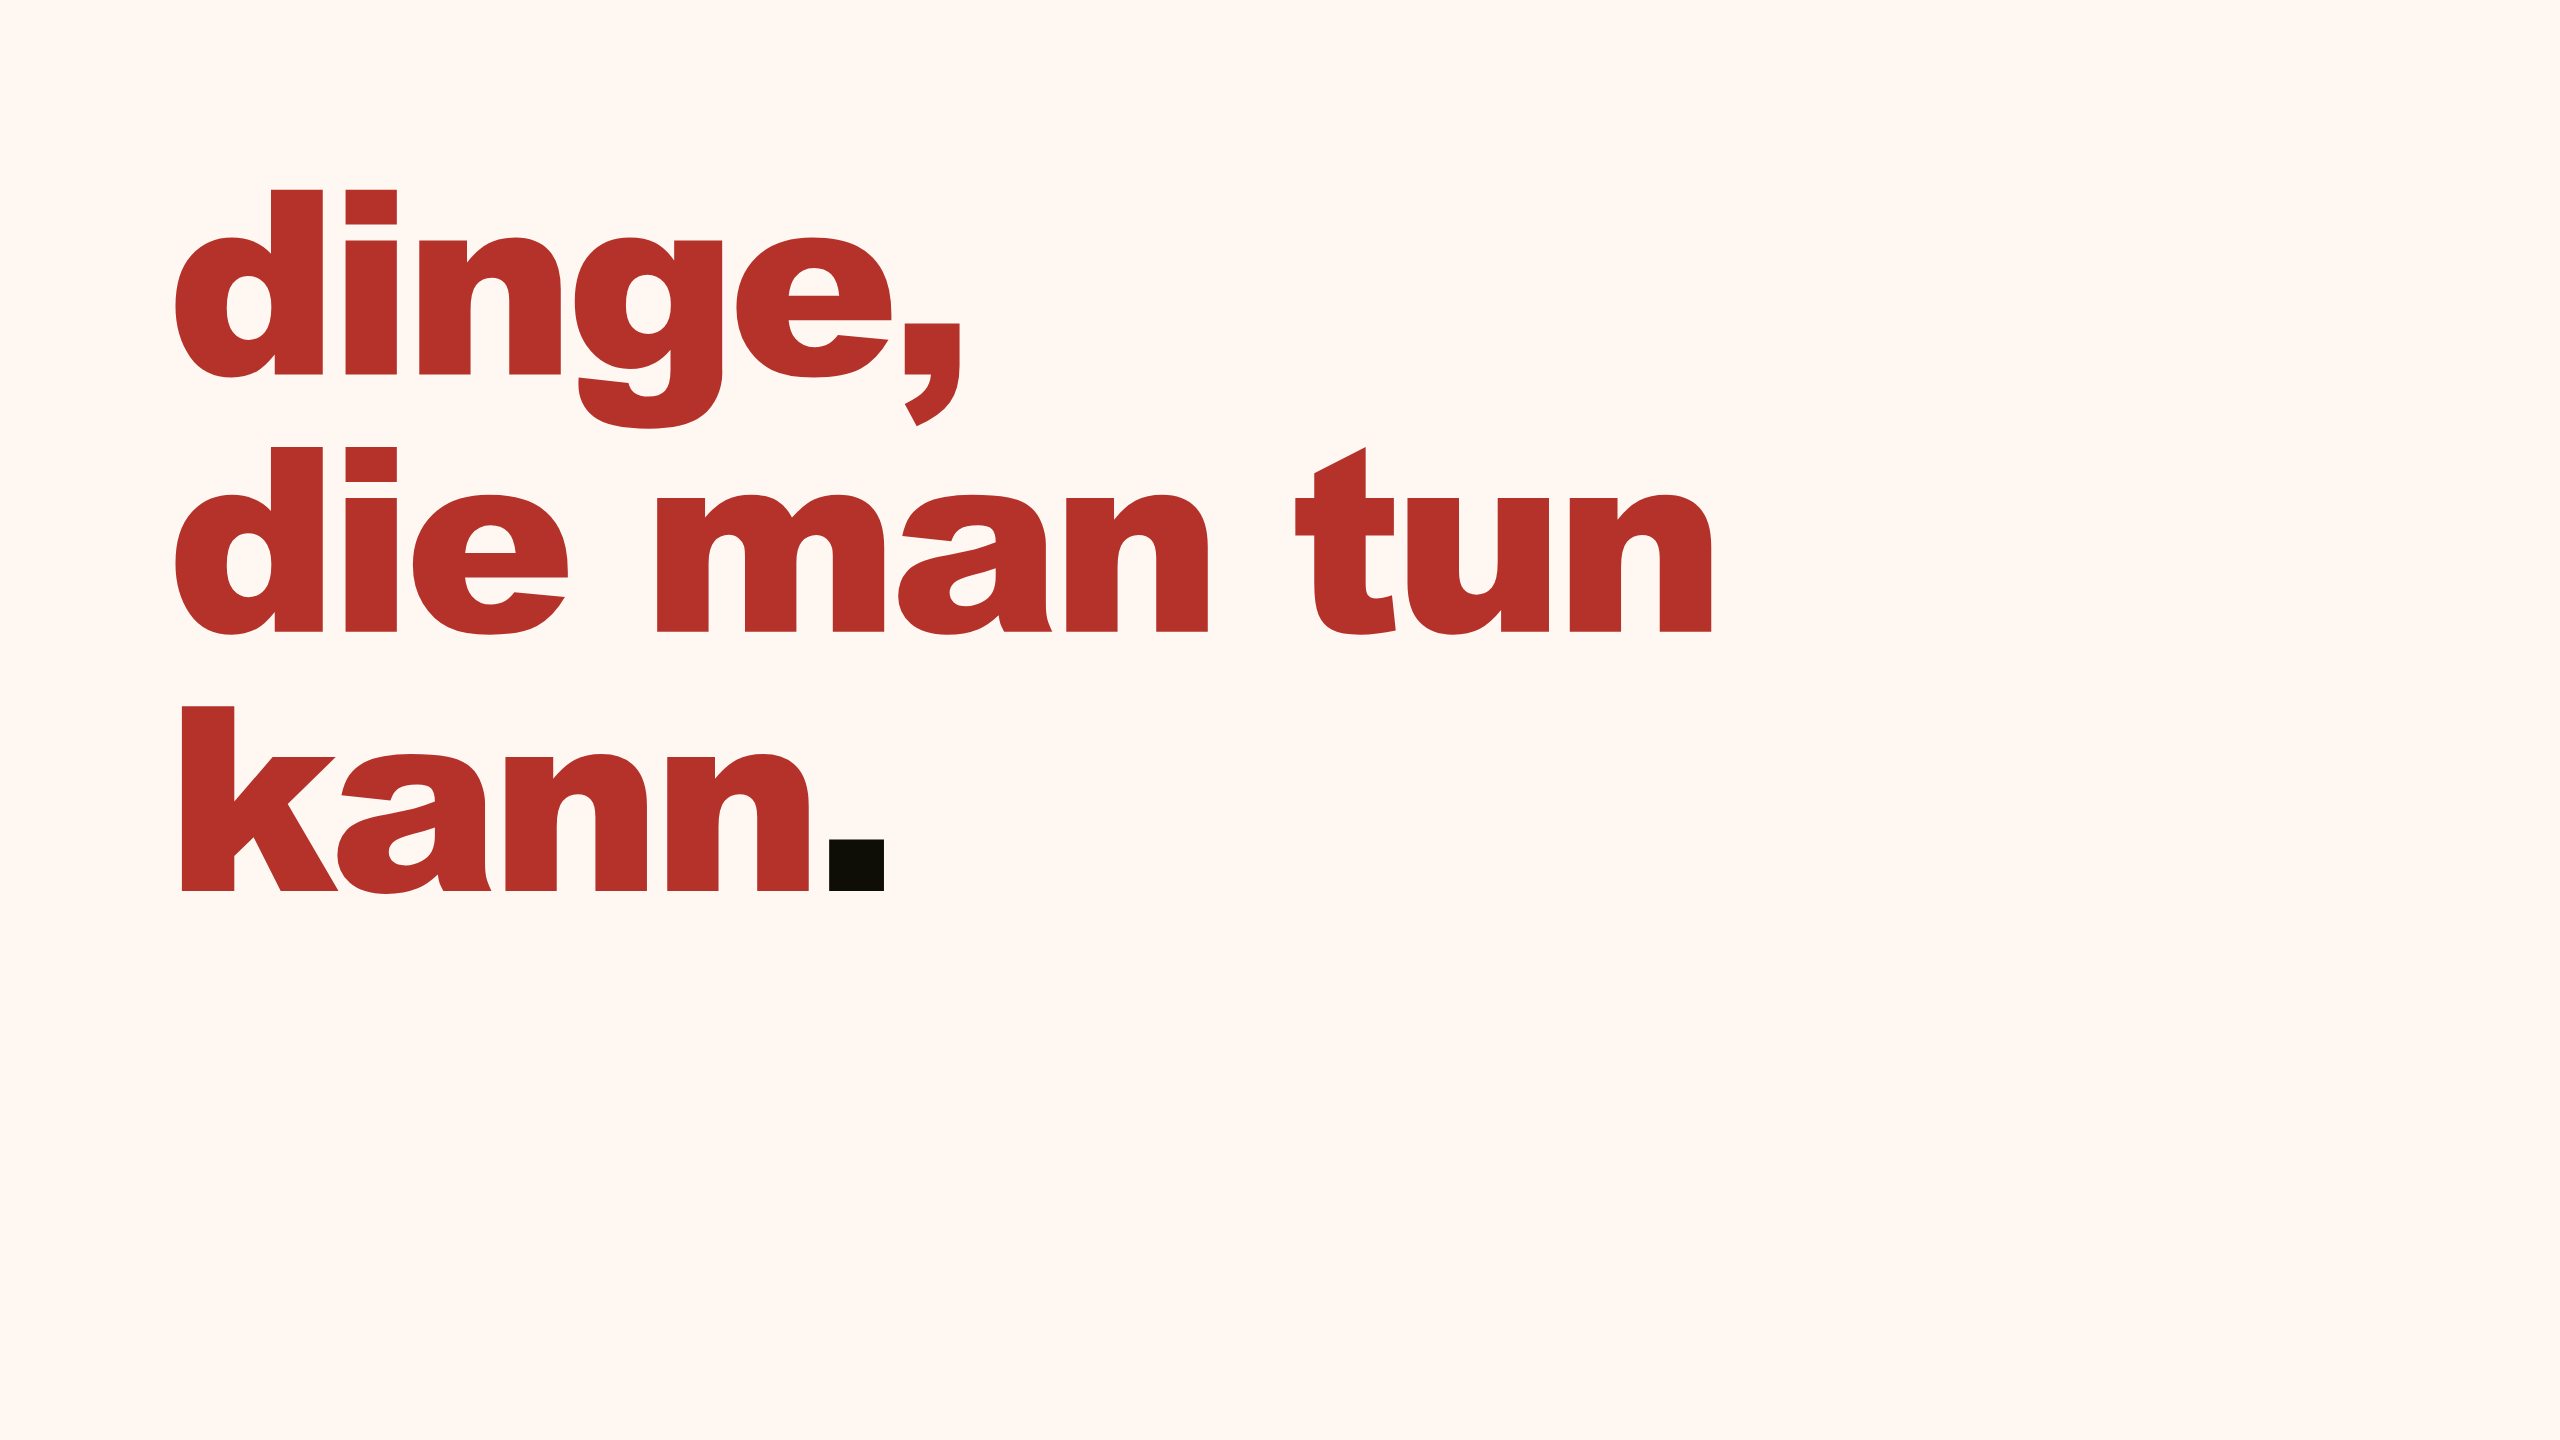 dinge,
die man tun
kann.